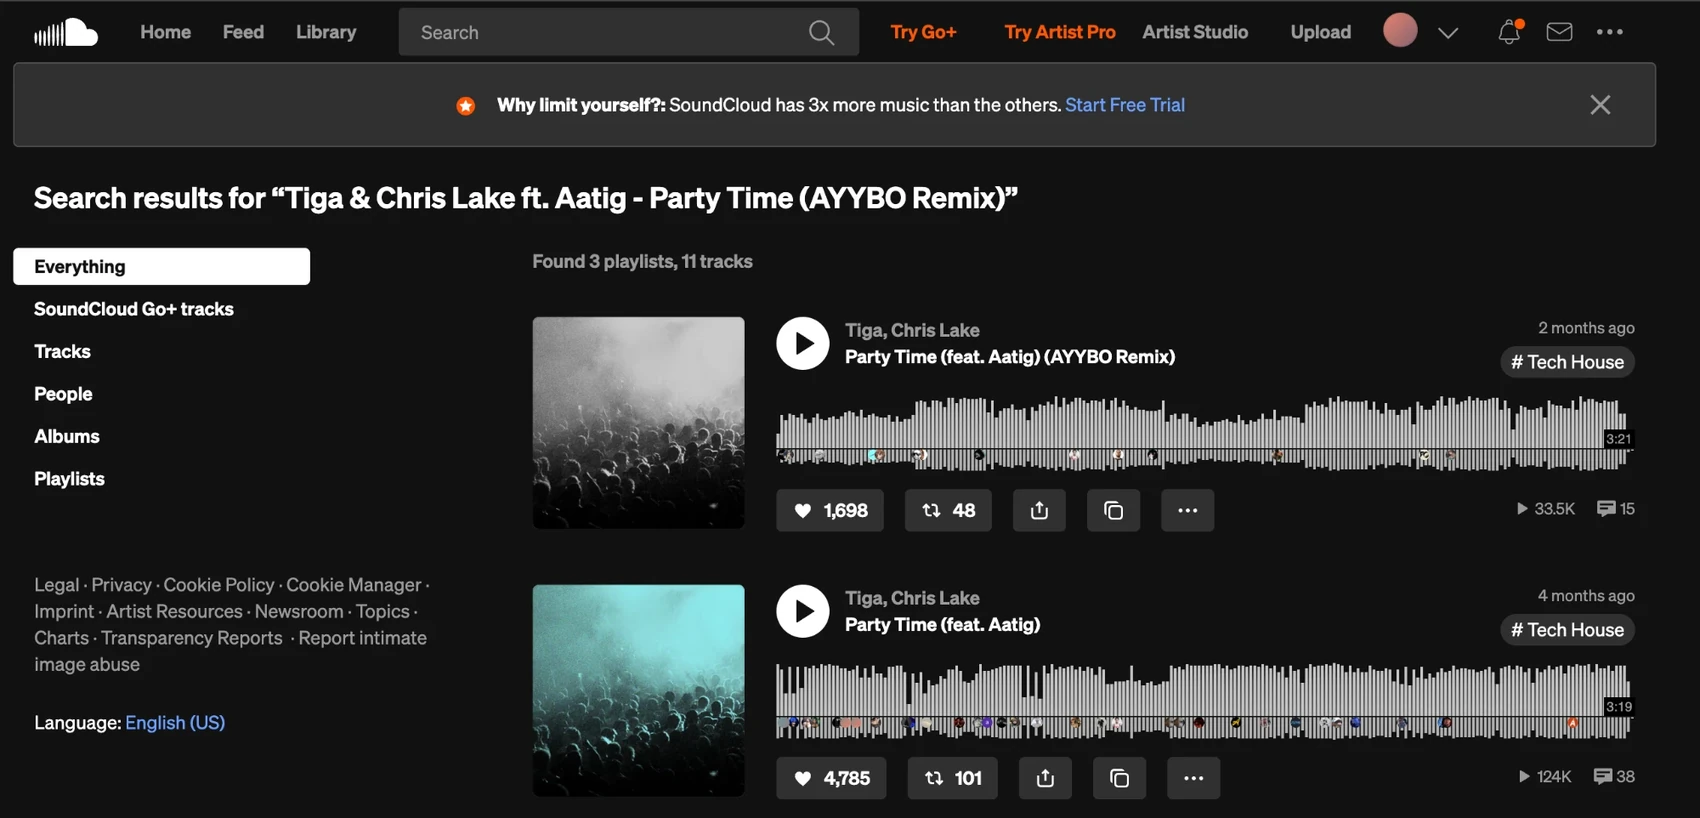 Home Feed Library Search Try Go+ Try Artist Pro Artist Studio Upload
Why limit yourself?: SoundCloud has 3x more music than the others. Start Free Trial
Search results for “Tiga & Chris Lake ft. Aatig - Party Time (AYYBO Remix)”
Everything
SoundCloud Go+ tracks
Tracks
People
Albums
Playlists
Legal · Privacy · Cookie Policy · Cookie Manager ·
Imprint · Artist Resources · Newsroom · Topics ·
Charts · Transparency Reports · Report intimate
image abuse
Language: English (US)
Found 3 playlists, 11 tracks
Tiga, Chris Lake
2 months ago
Party Time (feat. Aatig) (AYYBO Remix)
# Tech House
3:21
1,698 48 33.5K 15
Tiga, Chris Lake
4 months ago
Party Time (feat. Aatig)
# Tech House
3:19
4,785 101 124K 38